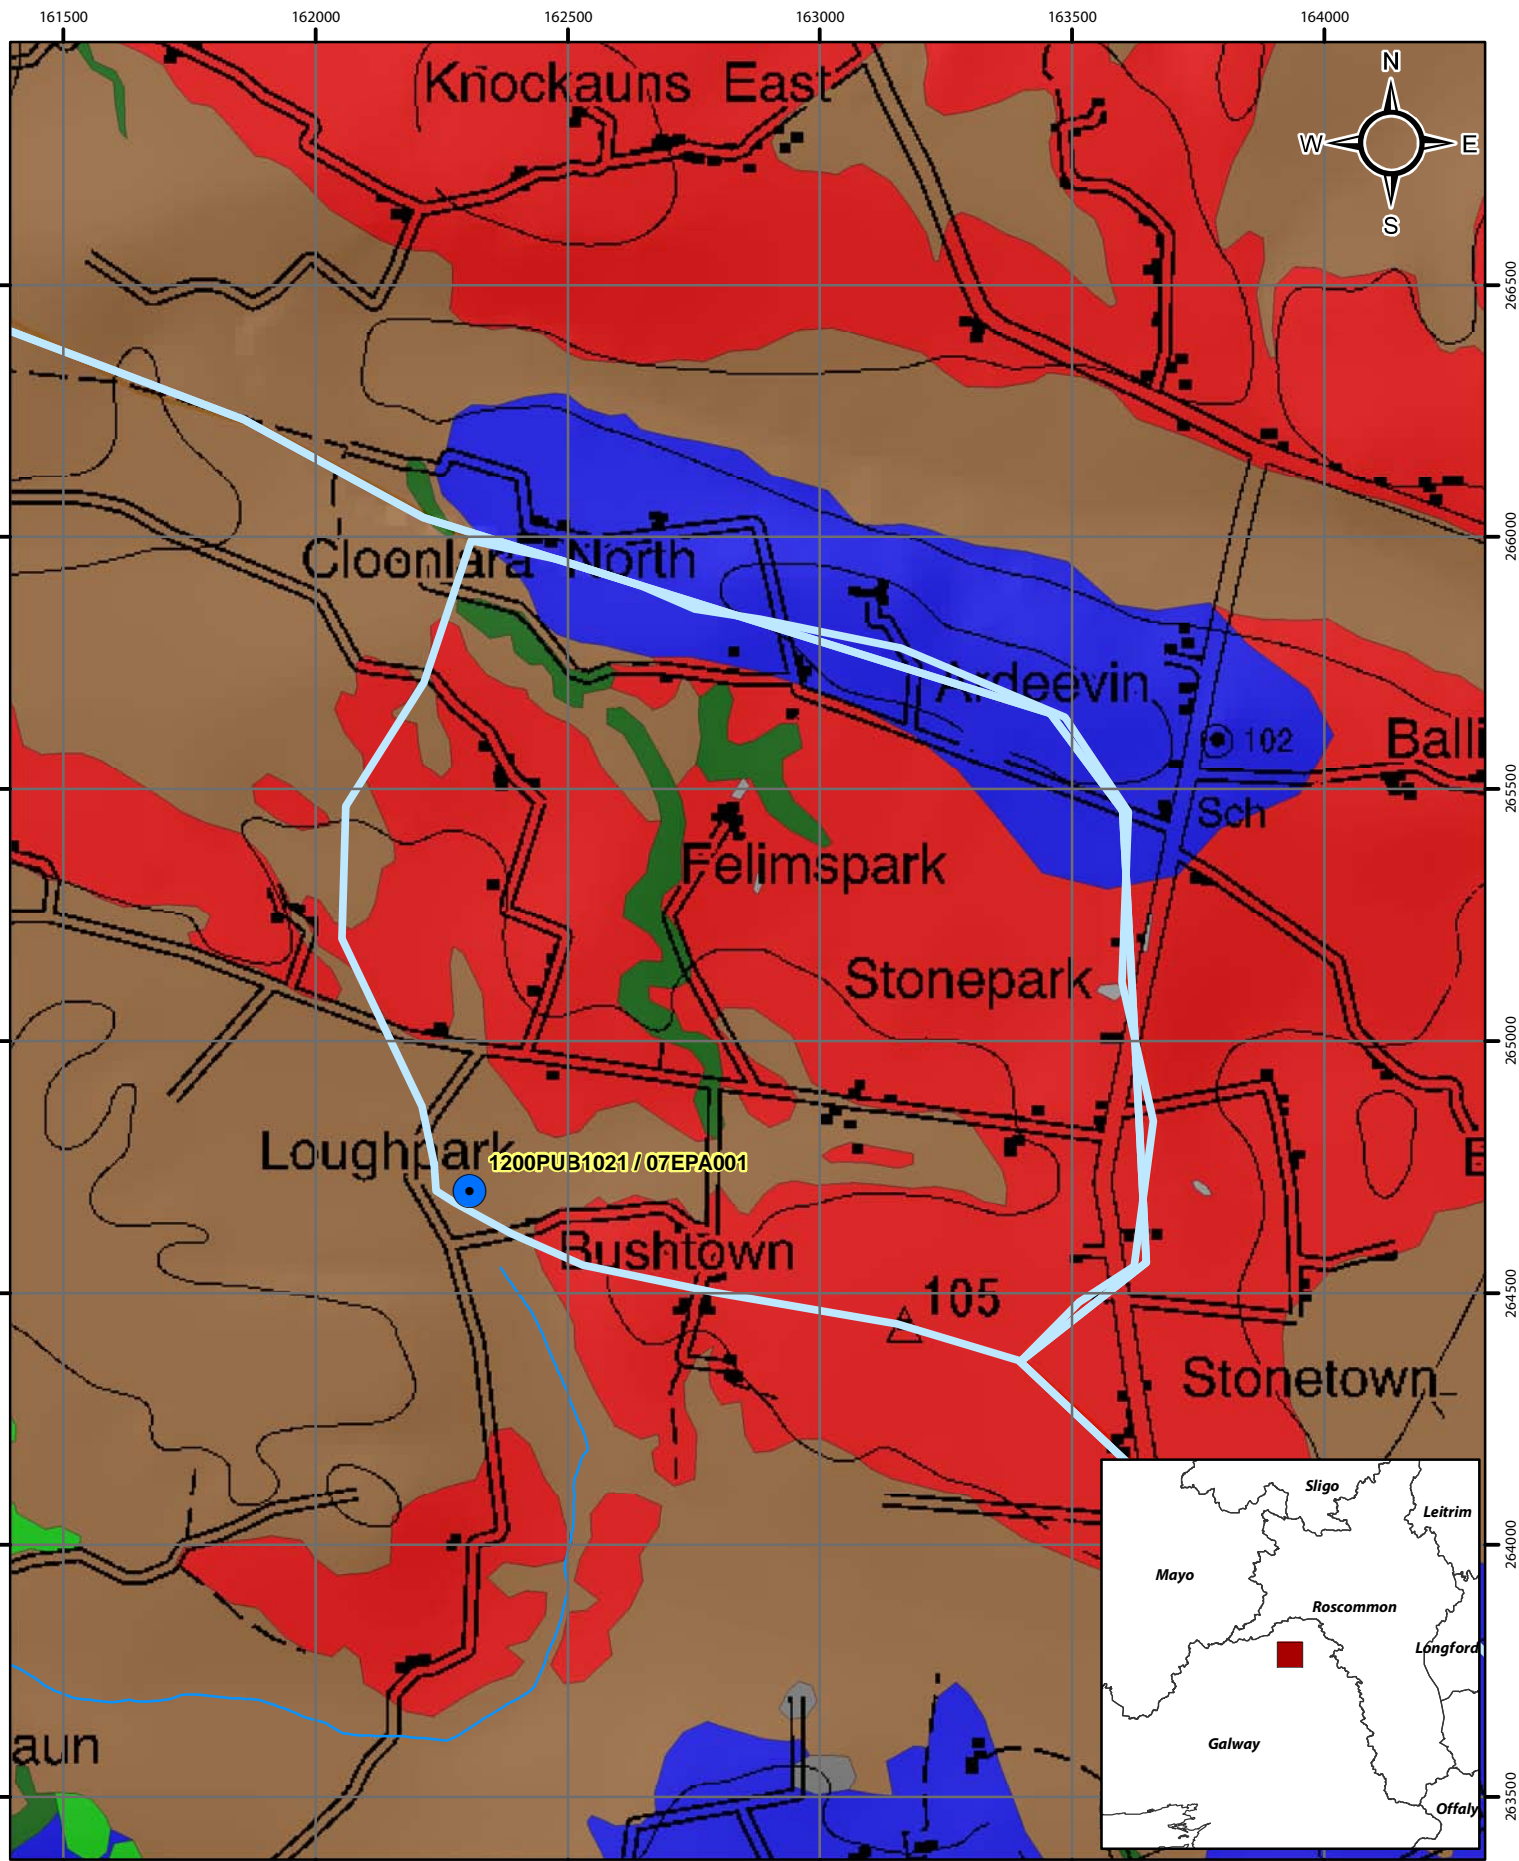 161500 162000 162500 163000 163500 164000
Knockauns East
N
W E
S
266500
266000
Cloonlara North
Ardeevin
102
Balli
265500
Sch
Felimspark
Stonepark
265000
Loughpark
1200PUB1021 / 07EPA001
B
Bushtown
264500
105
Stonetown
Sligo
Leitrim
264000
Mayo
Roscommon
Longford
aun
Galway
263500
Offaly